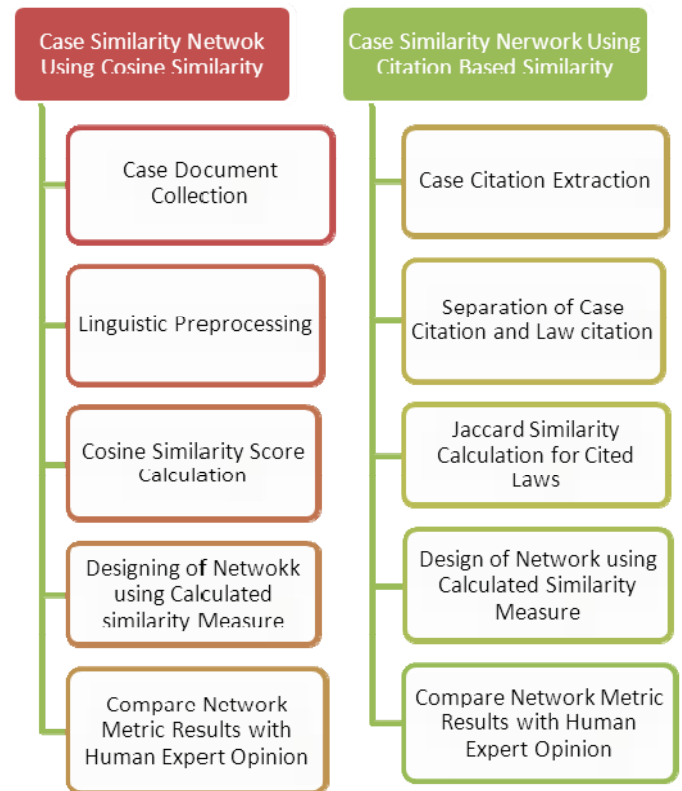 Case Similarity Netwok
Using Cosine Similarity
Case Document
Collection
Linguistic Preprocessing
Cosine Similarity Score
Calculation
Designing of Netwokk
using Calculated
similarity Measure
Compare Network
Metric Results with
Human Expert Opinion
Case Similarity Nerwork Using
Citation Based Similarity
Case Citation Extraction
Separation of Case
Citation and Law citation
Jaccard Similarity
Calculation for Cited
Laws
Design of Network using
Calculated Similarity
Measure
Compare Network Metric
Results with Human
Expert Opinion